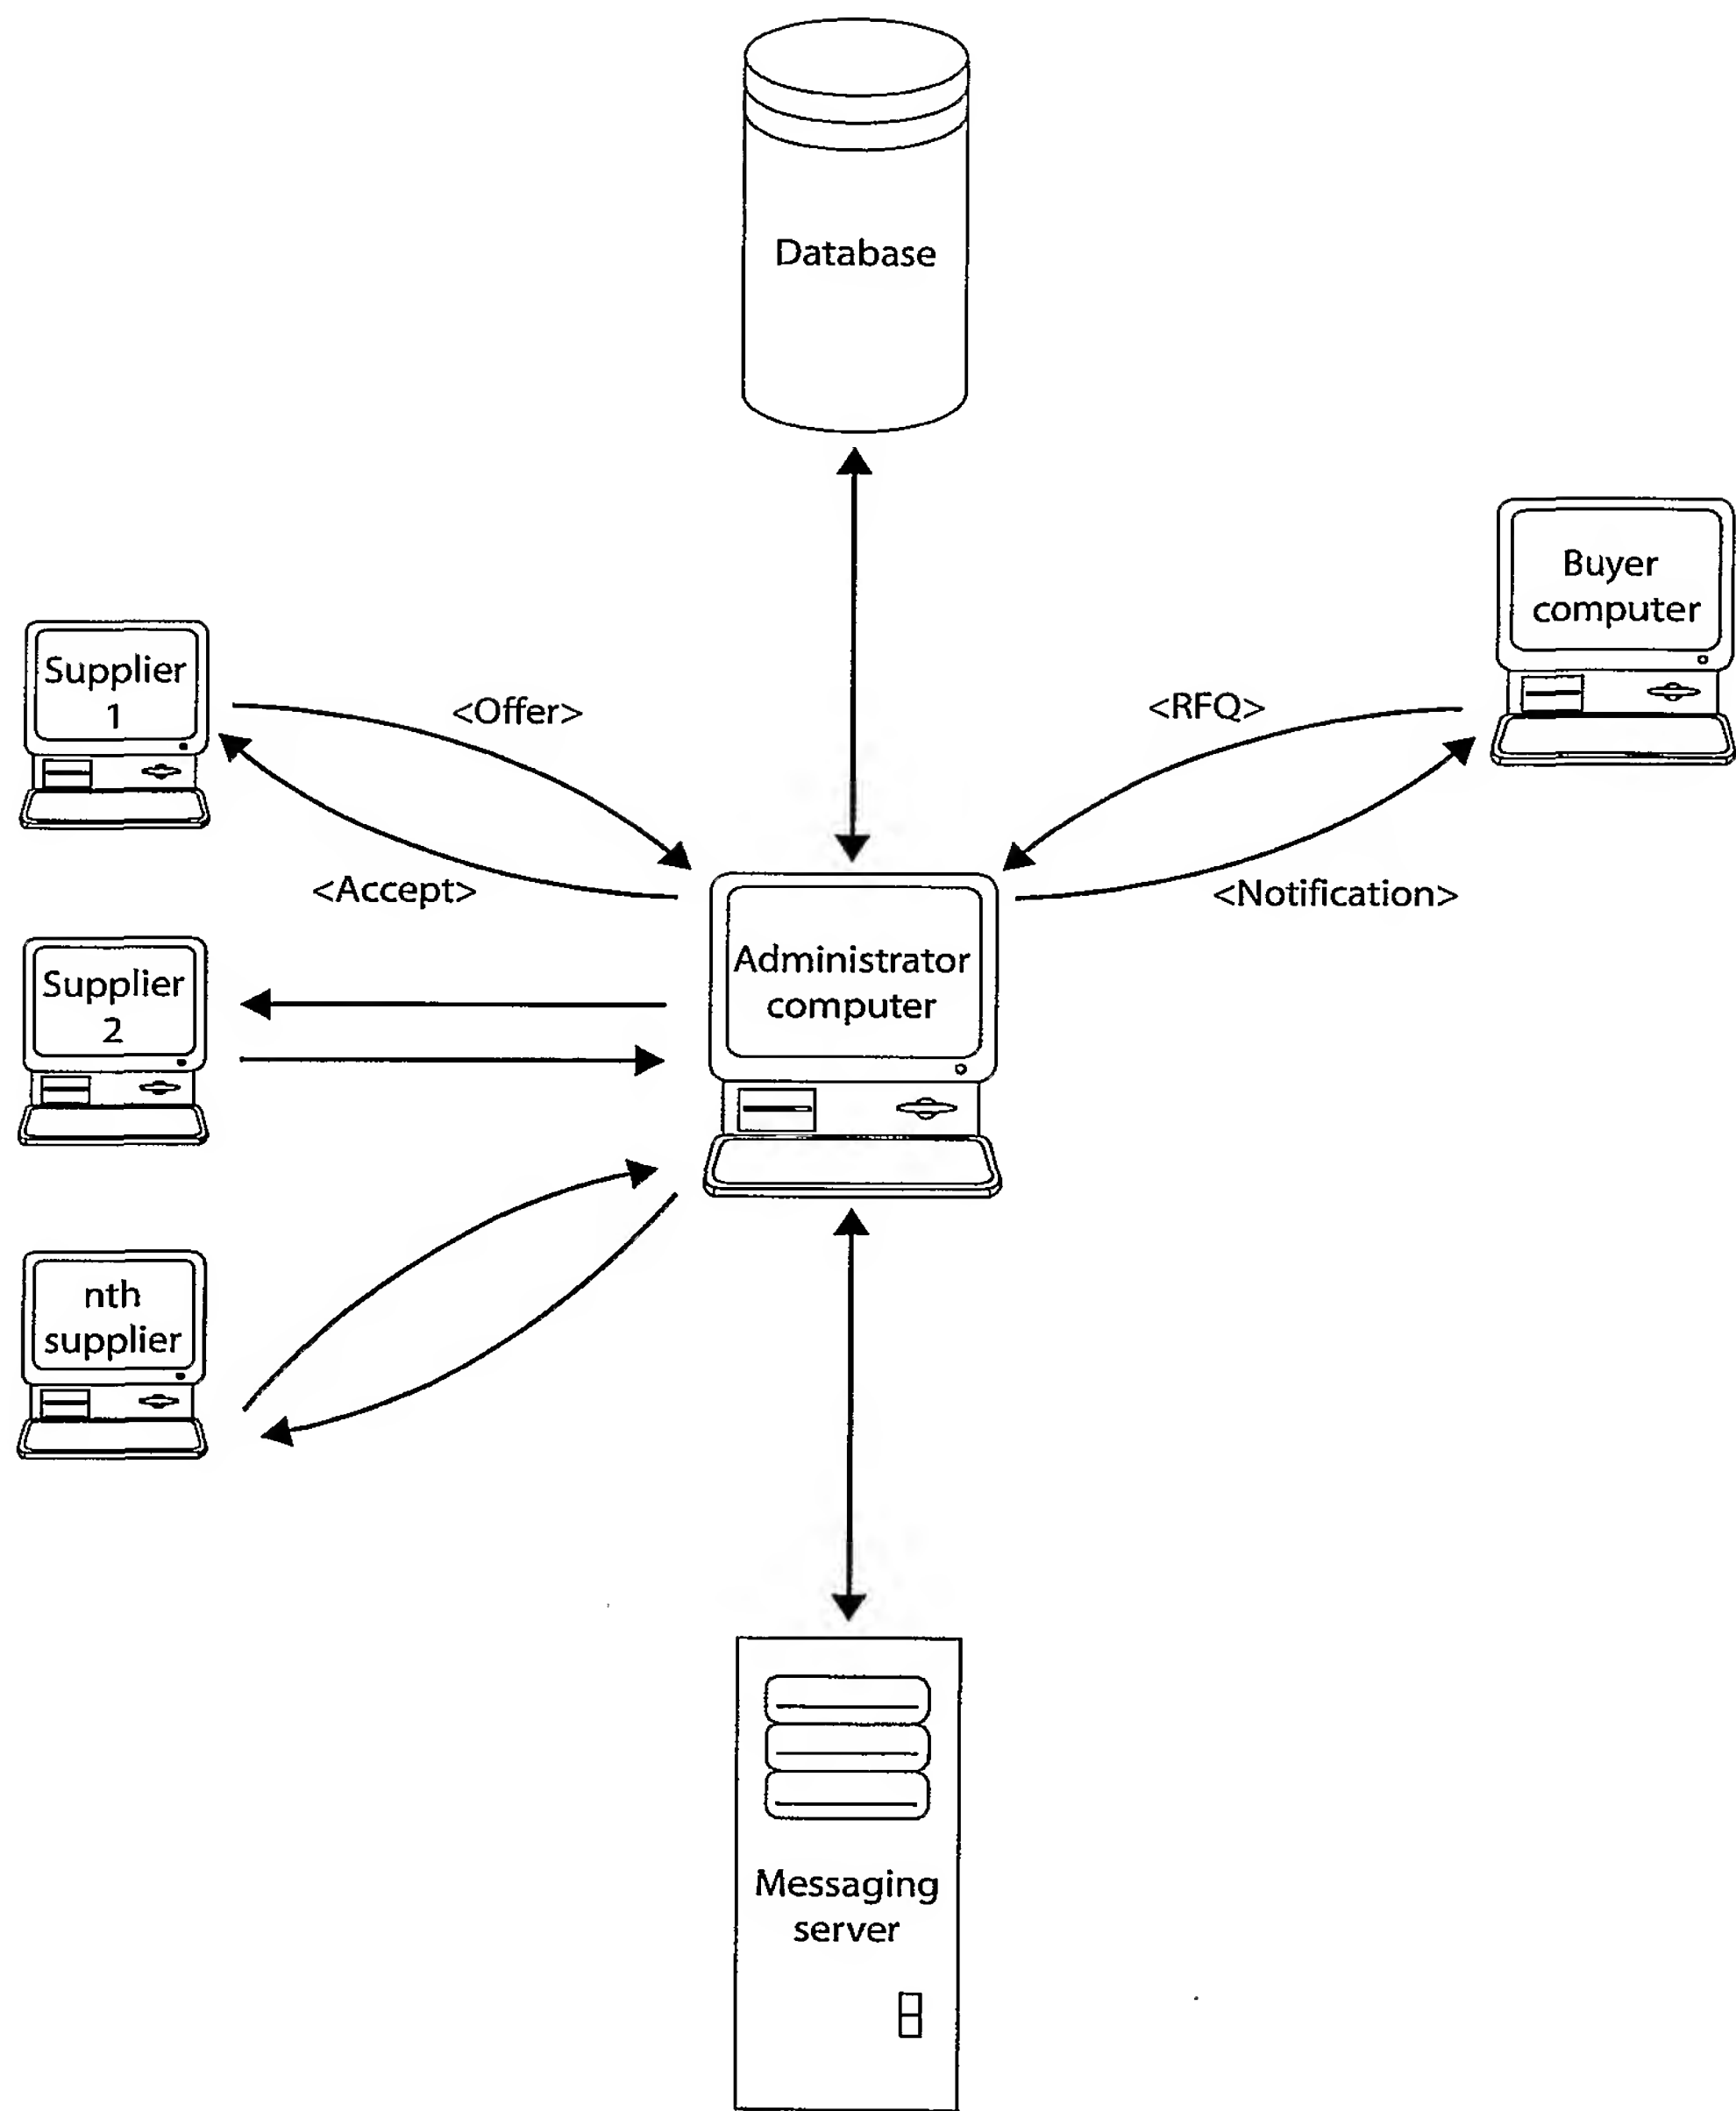 Database
Buyer
computer
Supplier
1
<Offer>
<RFQ>
<Accept>
<Notification>
Administrator
computer
Supplier
2
nth
supplier
Messaging
server